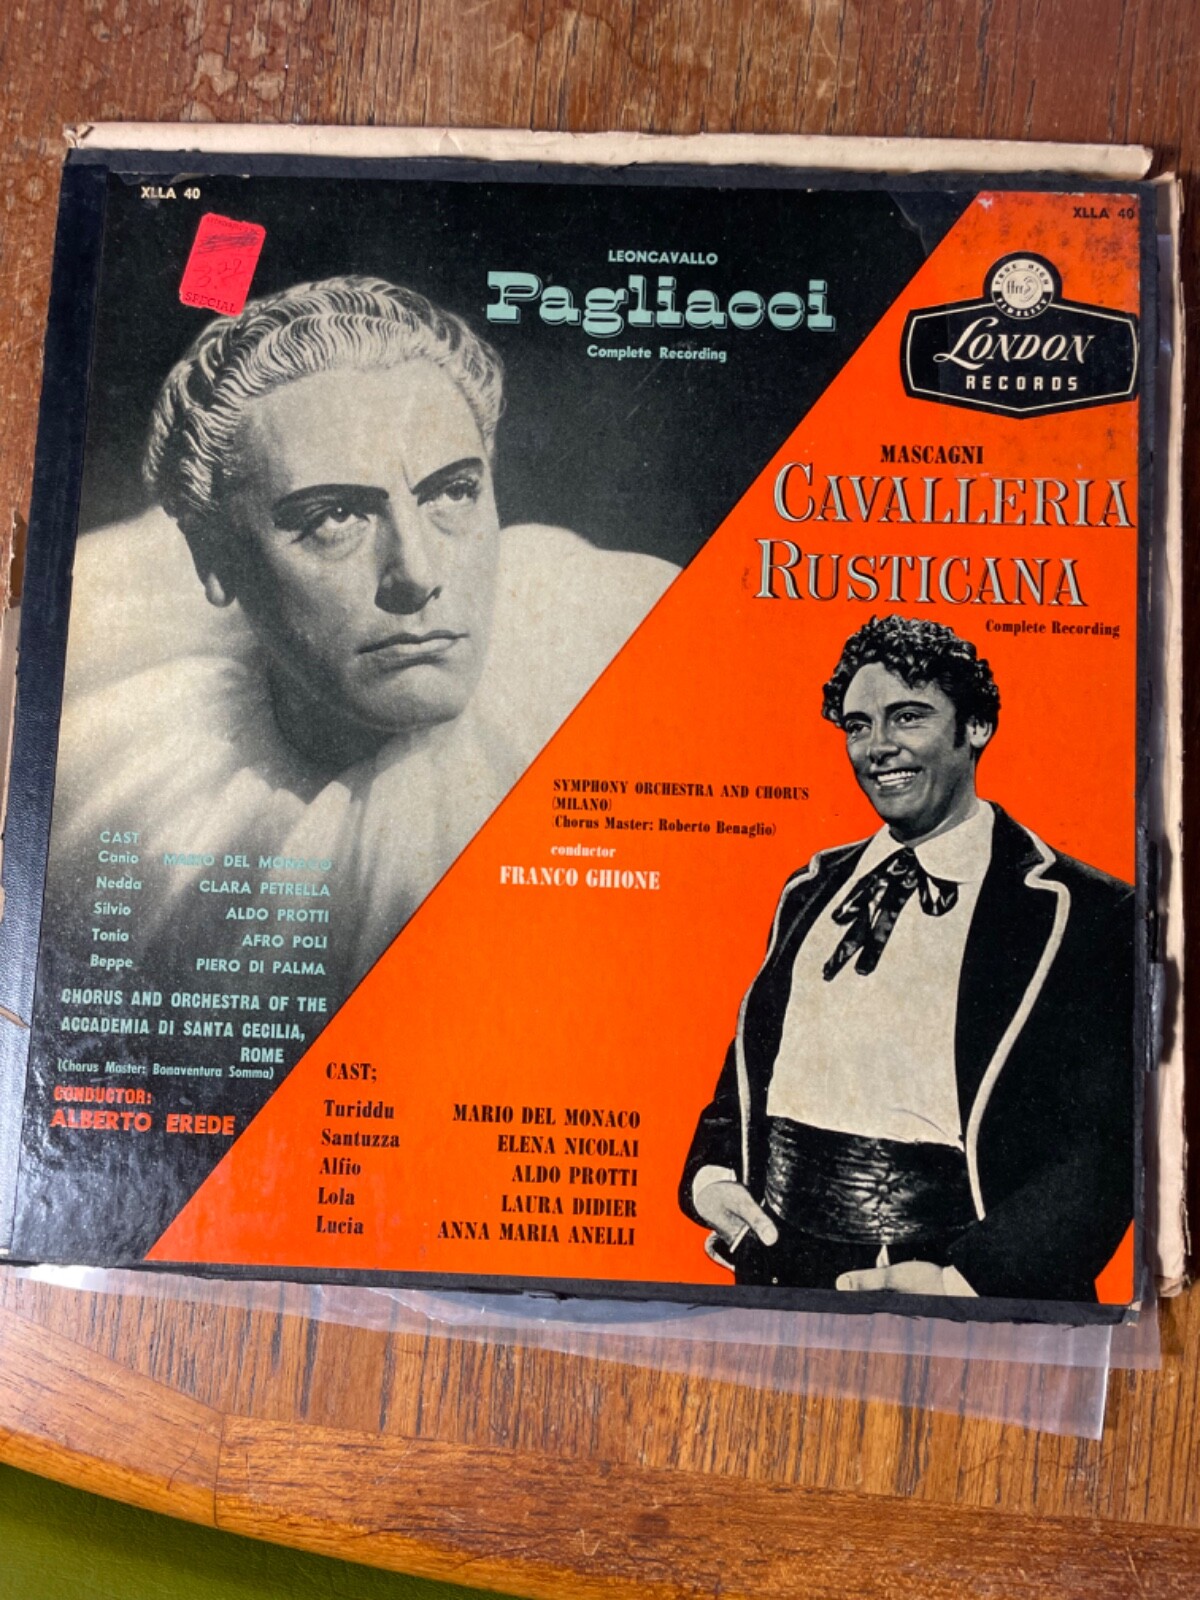 XLLA 40
XLLA 40
SPECIAL
LEONCAVALLO
Pagliacci
Complete Recording
TRUE HIGH FIDELITY
ffrr
LONDON
RECORDS
MASCAGNI
CAVALLERIA
RUSTICANA
Complete Recording
SYMPHONY ORCHESTRA AND CHORUS
(MILANO)
(Chorus Master: Roberto Benaglio)
conductor
FRANCO GHIONE
CAST
Canio MARIO DEL MONACO
Nedda CLARA PETRELLA
Silvio ALDO PROTTI
Tonio AFRO POLI
Beppe PIERO DI PALMA
CHORUS AND ORCHESTRA OF THE
ACCADEMIA DI SANTA CECILIA,
ROME
(Chorus Master: Bonaventura Somma)
CONDUCTOR:
ALBERTO EREDE
CAST;
Turiddu MARIO DEL MONACO
Santuzza ELENA NICOLAI
Alfio ALDO PROTTI
Lola LAURA DIDIER
Lucia ANNA MARIA ANELLI